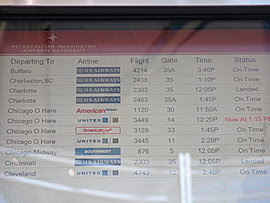 METROPOLITAN WASHINGTON
AIRPORTS AUTHORITY
Departing To Airline Flight Gate Time Status
Buffalo US AIRWAYS 4214 35A 3:40P On Time
Charleston,SC US AIRWAYS 2438 35 1:10P On Time
Charlotte US AIRWAYS 2303 35 12:05P Landed
Charlotte US AIRWAYS 2463 35A 1:45P On Time
Chicago O Hare American 1120 30 11:50A On Time
Chicago O Hare UNITED 3449 14 12:20P Now At 1:15 P
Chicago O Hare American 3128 33 1:45P On Time
Chicago O Hare UNITED 3445 11 2:28P On Time
Chicago-Midway SOUTHWEST 876 5 12:05P On Time
Cincinnati US AIRWAYS 2303 35 12:05P Landed
Cleveland UNITED 4743 12 2:40P On Time